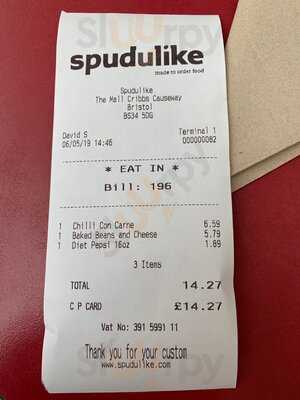 spudulike
made to order food
Spudulike
The Mall Cribbs Causeway
Bristol
BS34 5DG
David S Terminal 1
06/05/19 14:46 000000082
* EAT IN *
Bill: 196
1 Chilli Con Carne 6.59
1 Baked Beans and Cheese 5.79
1 Diet Pepsi 16oz 1.89
3 Items
TOTAL 14.27
C P CARD £14.27
Vat No: 391 5991 11
Thank you for your custom
www.spudulike.com